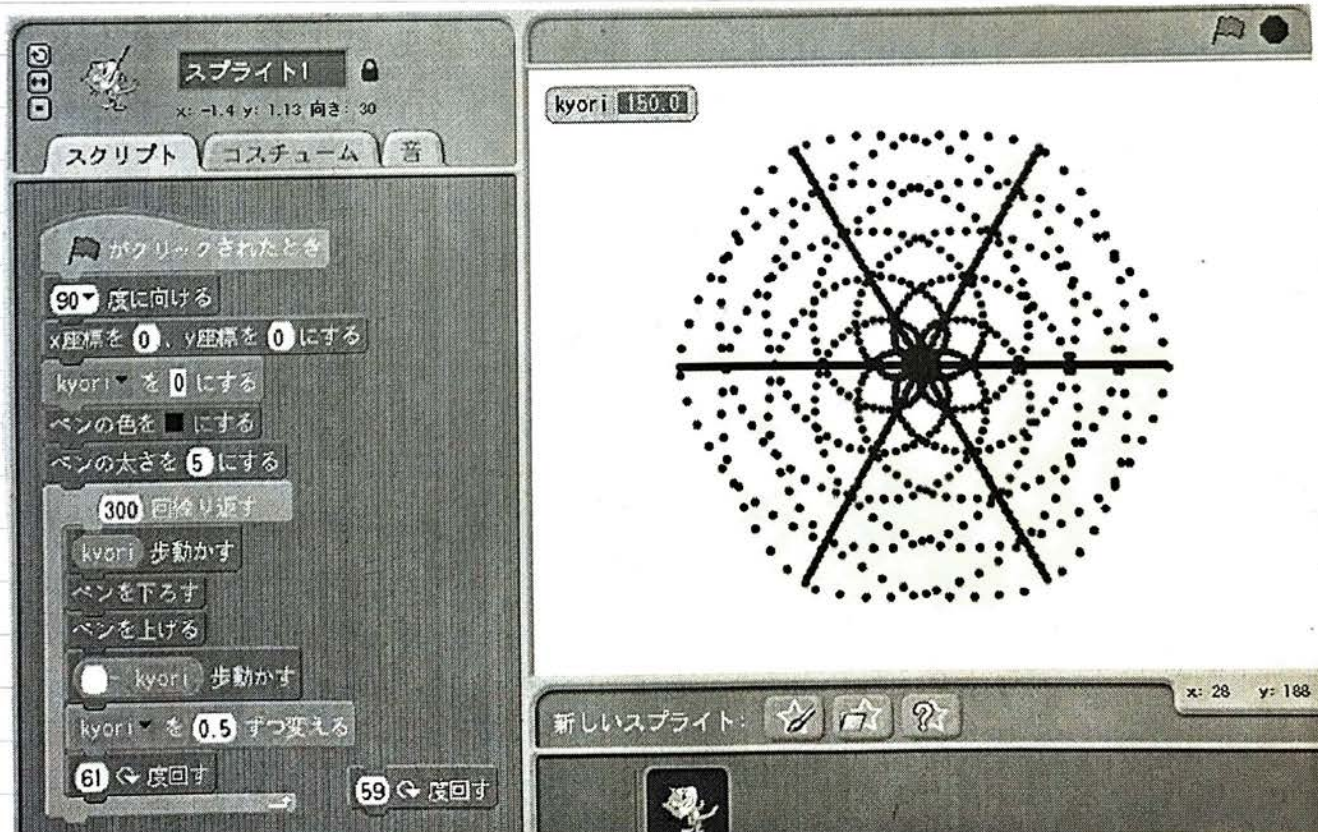 スプライト1
x: -1.4 y: 1.13 向き: 30
スクリプト コスチューム 音
がクリックされたとき
90 度に向ける
x座標を 0 、y座標を 0 にする
kyori を 0 にする
ペンの色を にする
ペンの太さを 5 にする
300 回繰り返す
kyori 歩動かす
ペンを下ろす
ペンを上げる
- kyori 歩動かす
kyori を 0.5 ずつ変える
61 度回す
59 度回す
kyori 150.0
x: 28 y: 188
新しいスプライト: